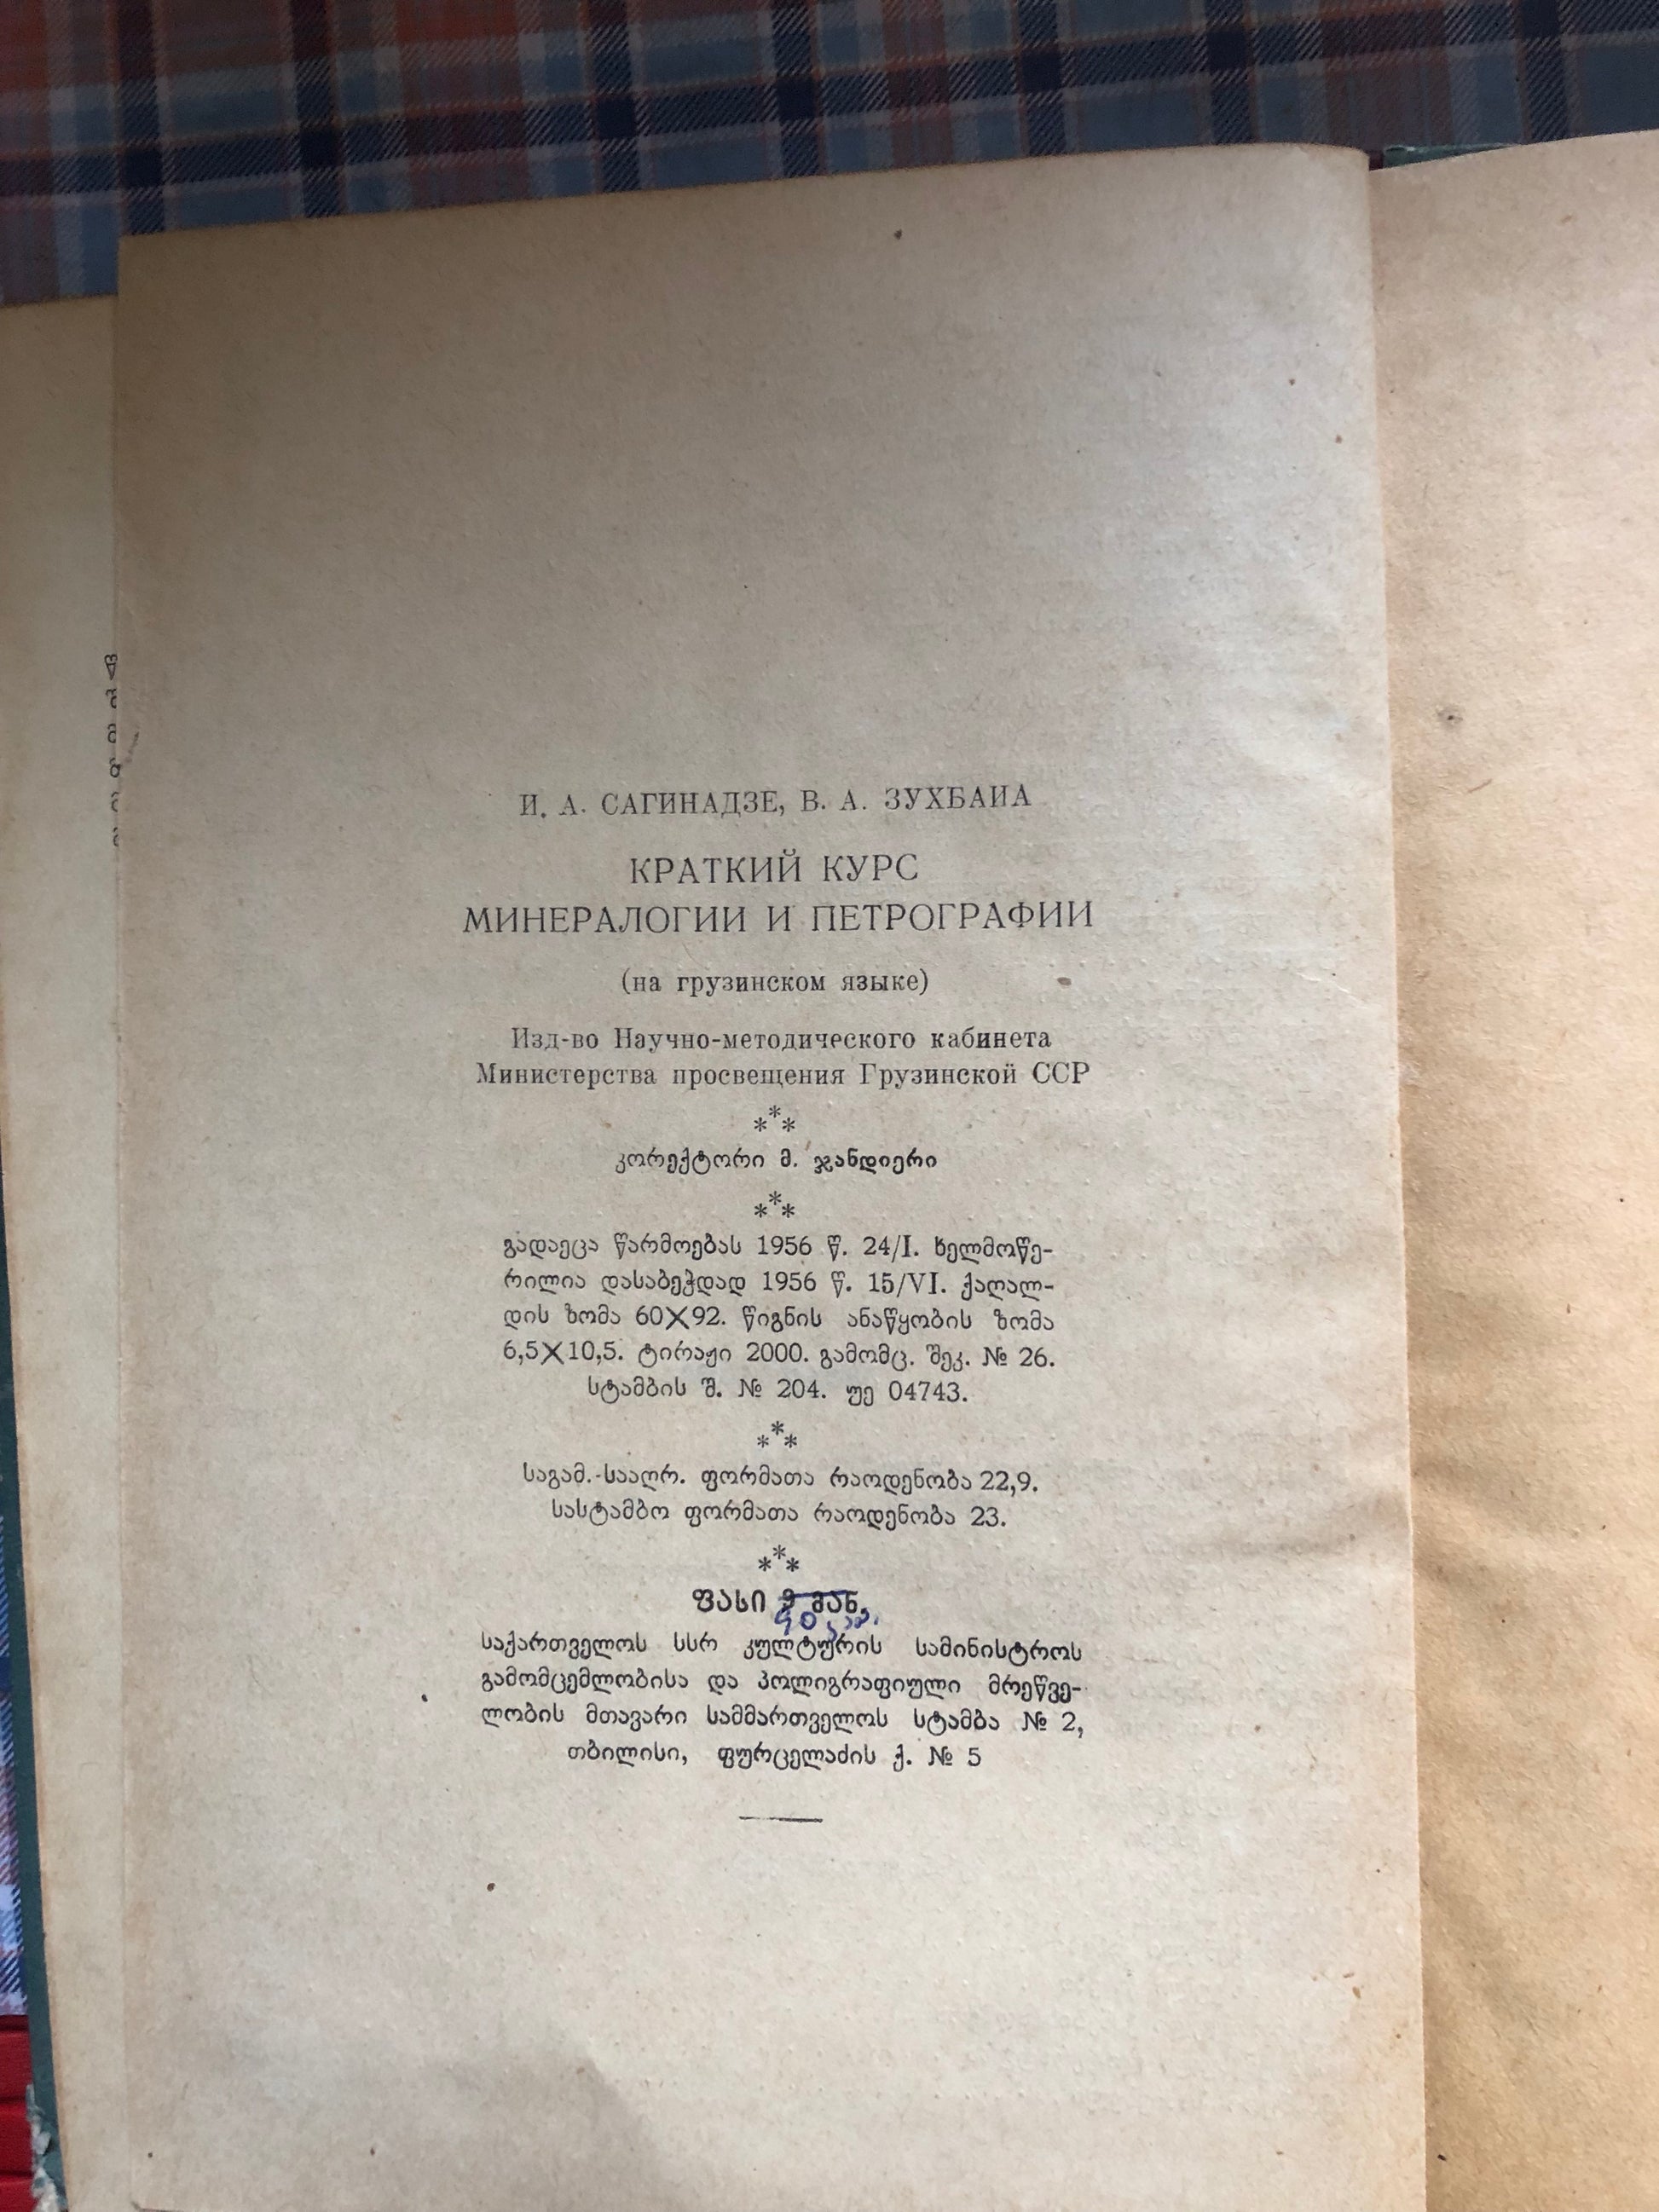 И. А. САГИНАДЗЕ, В. А. ЗУХБАИА
КРАТКИЙ КУРС
МИНЕРАЛОГИИ И ПЕТРОГРАФИИ
(на грузинском языке)
Изд-во Научно-методического кабинета
Министерства просвещения Грузинской ССР
***
კორექტორი მ. ჯანდიერი
***
გადაეცა წარმოებას 1956 წ. 24/I. ხელმოწე-
რილია დასაბეჭდად 1956 წ. 15/VI. ქაღალ-
დის ზომა 60X92. წიგნის ანაწყობის ზომა
6,5X10,5. ტირაჟი 2000. გამომც. შეკ. № 26.
სტამბის შ. № 204. უე 04743.
***
საგამ.-სააღრ. ფორმათა რაოდენობა 22,9.
სასტამბო ფორმათა რაოდენობა 23.
***
ფასი 9 მან.
საქართველოს სსრ კულტურის სამინისტროს
გამომცემლობისა და პოლიგრაფიული მრეწვე-
ლობის მთავარი სამმართველოს სტამბა № 2,
თბილისი, ფურცელაძის ქ. № 5